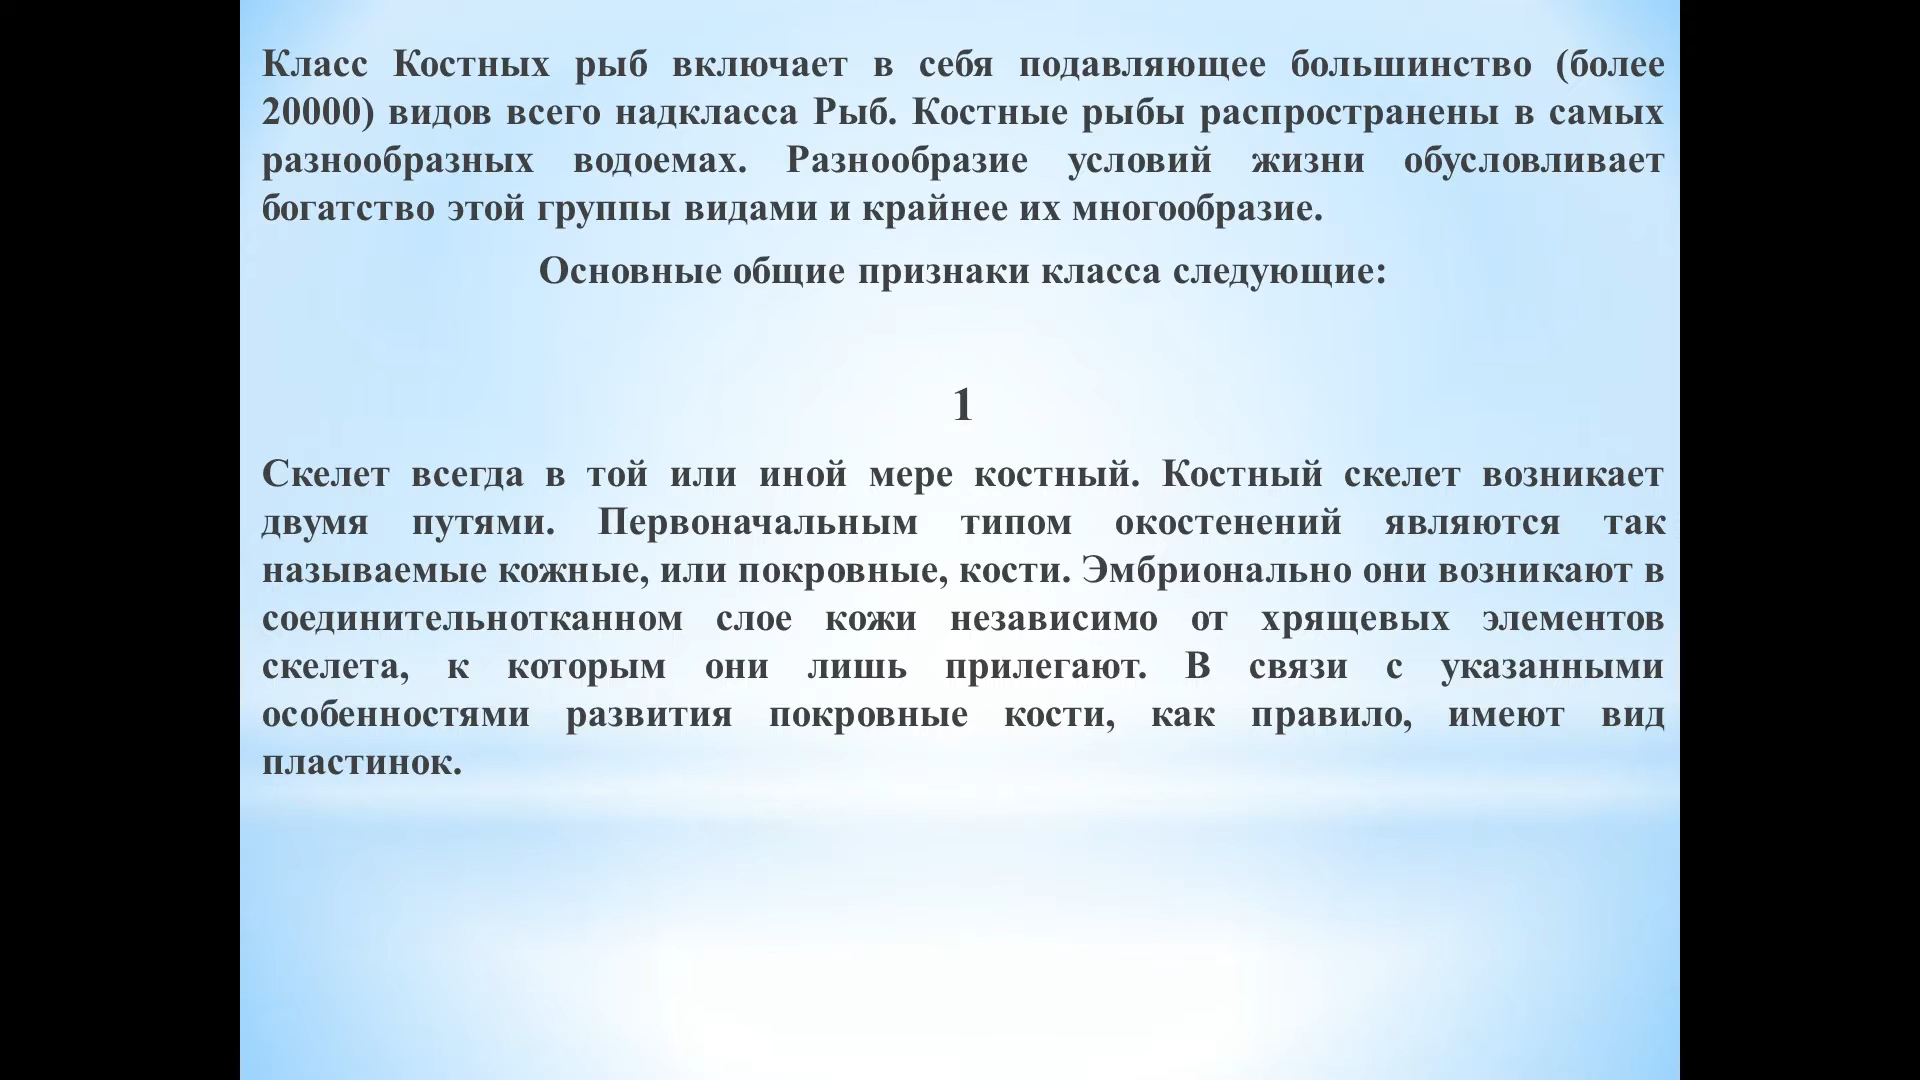 Класс Костных рыб включает в себя подавляющее большинство (более
20000) видов всего надкласса Рыб. Костные рыбы распространены в самых
разнообразных водоемах. Разнообразие условий жизни обусловливает
богатство этой группы видами и крайнее их многообразие.
Основные общие признаки класса следующие:
1
Скелет всегда в той или иной мере костный. Костный скелет возникает
двумя путями. Первоначальным типом окостенений являются так
называемые кожные, или покровные, кости. Эмбрионально они возникают в
соединительнотканном слое кожи независимо от хрящевых элементов
скелета, к которым они лишь прилегают. В связи с указанными
особенностями развития покровные кости, как правило, имеют вид
пластинок.